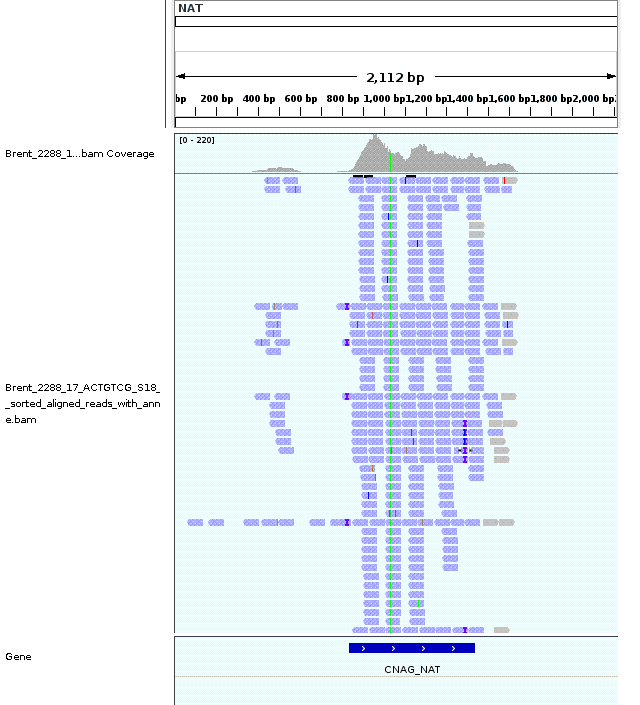 NAT
2,112 bp
bp 200 bp 400 bp 600 bp 800 bp 1,000 bp 1,200 bp 1,400 bp 1,600 bp 1,800 bp 2,000 bp
[0 - 220]
Brent_2288_1...bam Coverage
Brent_2288_17_ACTGTCG_S18_
_sorted_aligned_reads_with_ann
e.bam
Gene
CNAG_NAT